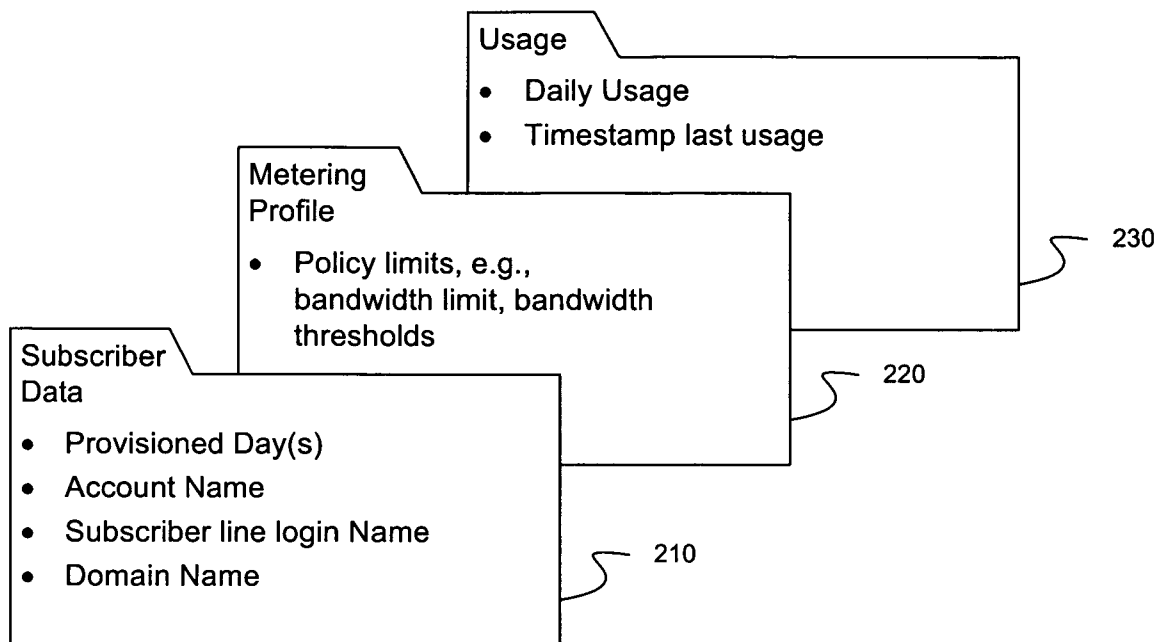 Usage
• Daily Usage
• Timestamp last usage
230
Metering
Profile
• Policy limits, e.g.,
bandwidth limit, bandwidth
thresholds
220
Subscriber
Data
• Provisioned Day(s)
• Account Name
• Subscriber line login Name
• Domain Name
210